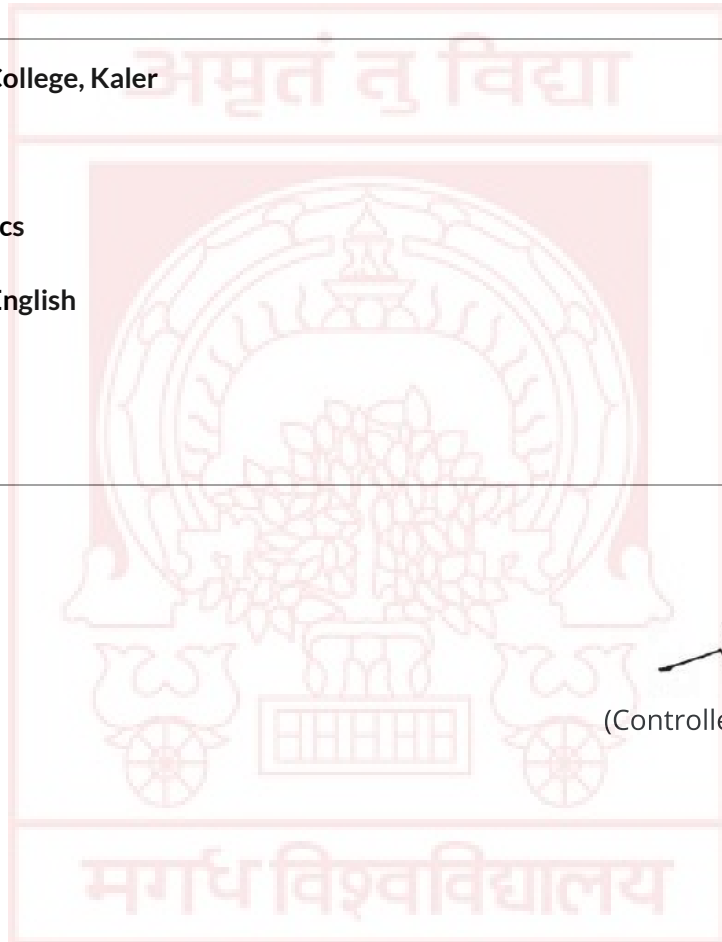 अमृतं तु विद्या
College, Kaler
cs
English
(Controlle
मगध विश्वविद्यालय